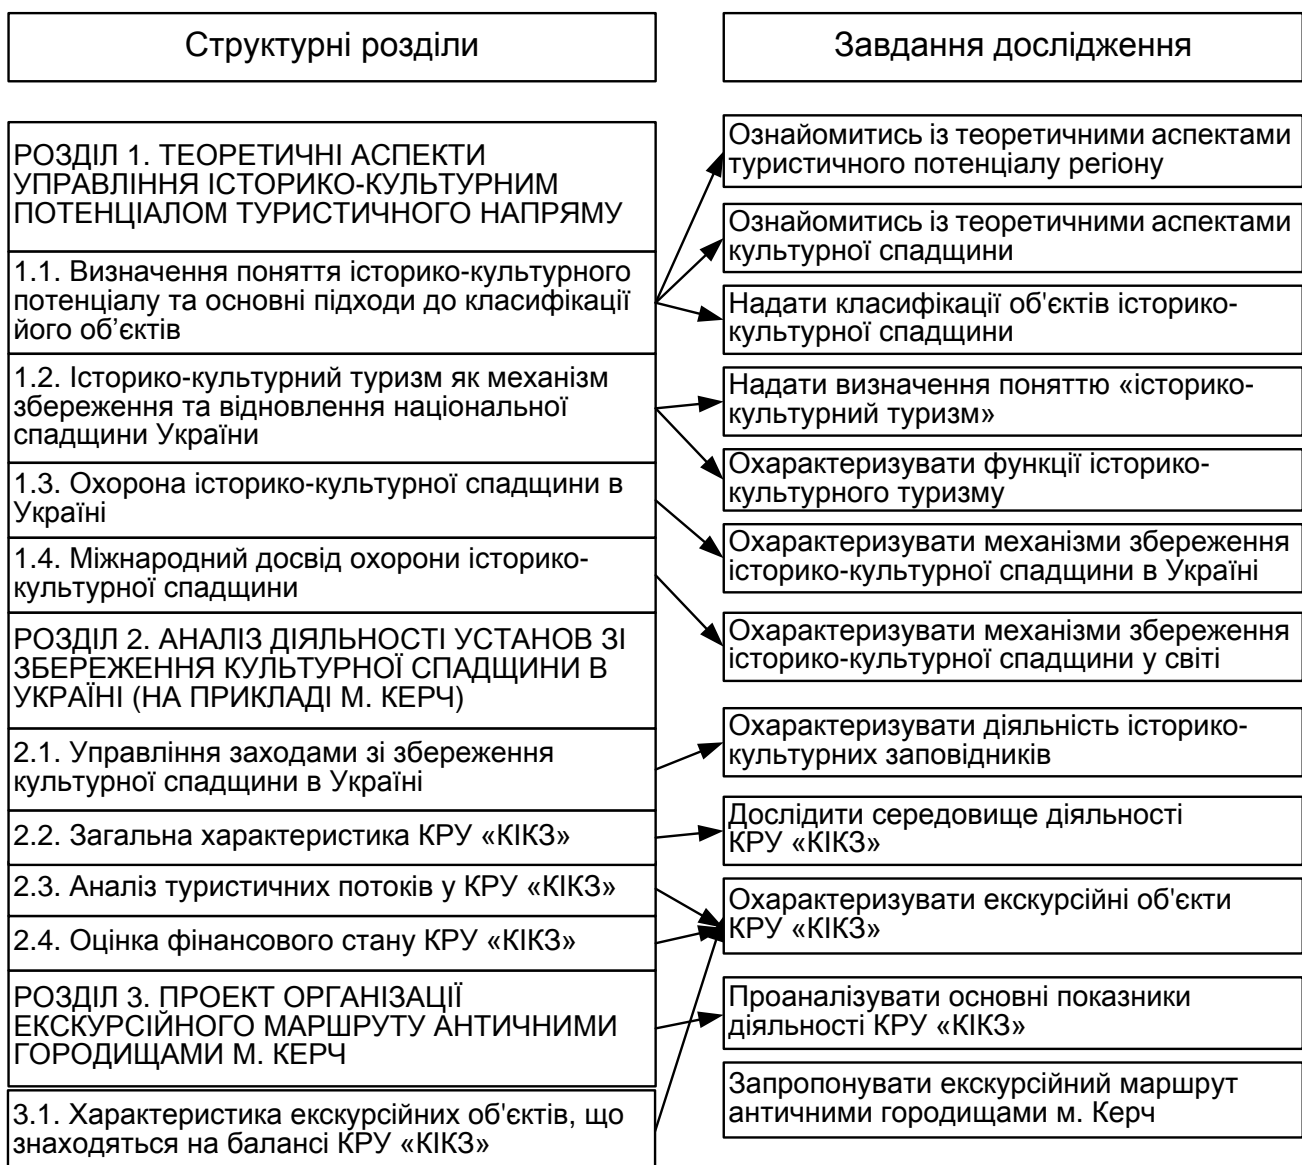 Структурні розділи
РОЗДІЛ 1. ТЕОРЕТИЧНІ АСПЕКТИ
УПРАВЛІННЯ ІСТОРИКО-КУЛЬТУРНИМ
ПОТЕНЦІАЛОМ ТУРИСТИЧНОГО НАПРЯМУ
1.1. Визначення поняття історико-культурного
потенціалу та основні підходи до класифікації
його об’єктів
1.2. Історико-культурний туризм як механізм
збереження та відновлення національної
спадщини України
1.3. Охорона історико-культурної спадщини в
Україні
1.4. Міжнародний досвід охорони історико-
культурної спадщини
РОЗДІЛ 2. АНАЛІЗ ДІЯЛЬНОСТІ УСТАНОВ ЗІ
ЗБЕРЕЖЕННЯ КУЛЬТУРНОЇ СПАДЩИНИ В
УКРАЇНІ (НА ПРИКЛАДІ М. КЕРЧ)
2.1. Управління заходами зі збереження
культурної спадщини в Україні
2.2. Загальна характеристика КРУ «КІКЗ»
2.3. Аналіз туристичних потоків у КРУ «КІКЗ»
2.4. Оцінка фінансового стану КРУ «КІКЗ»
РОЗДІЛ 3. ПРОЕКТ ОРГАНІЗАЦІЇ
ЕКСКУРСІЙНОГО МАРШРУТУ АНТИЧНИМИ
ГОРОДИЩАМИ М. КЕРЧ
3.1. Характеристика екскурсійних об'єктів, що
знаходяться на балансі КРУ «КІКЗ»
Завдання дослідження
Ознайомитись із теоретичними аспектами
туристичного потенціалу регіону
Ознайомитись із теоретичними аспектами
культурної спадщини
Надати класифікації об'єктів історико-
культурної спадщини
Надати визначення поняттю «історико-
культурний туризм»
Охарактеризувати функції історико-
культурного туризму
Охарактеризувати механізми збереження
історико-культурної спадщини в Україні
Охарактеризувати механізми збереження
історико-культурної спадщини у світі
Охарактеризувати діяльність історико-
культурних заповідників
Дослідити середовище діяльності
КРУ «КІКЗ»
Охарактеризувати екскурсійні об'єкти
КРУ «КІКЗ»
Проаналізувати основні показники
діяльності КРУ «КІКЗ»
Запропонувати екскурсійний маршрут
античними городищами м. Керч